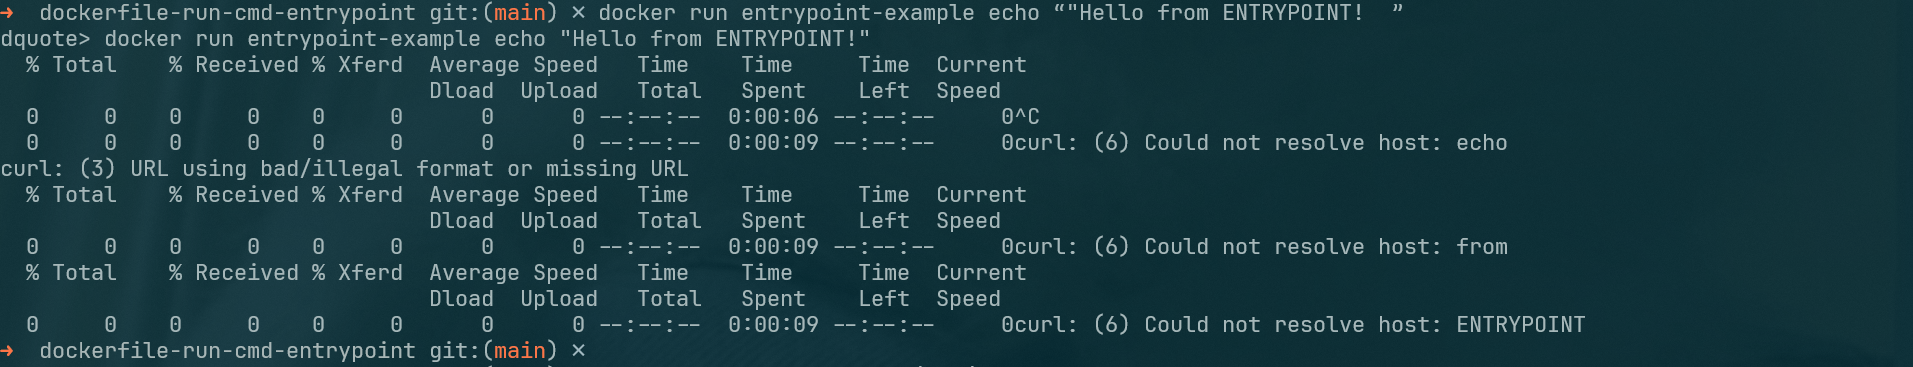 ➜  dockerfile-run-cmd-entrypoint git:(main) × docker run entrypoint-example echo “"Hello from ENTRYPOINT!  ”
dquote> docker run entrypoint-example echo "Hello from ENTRYPOINT!"
  % Total    % Received % Xferd  Average Speed   Time    Time     Time  Current
                                 Dload  Upload   Total   Spent    Left  Speed
  0     0    0     0    0     0      0      0 --:--:--  0:00:06 --:--:--     0^C
  0     0    0     0    0     0      0      0 --:--:--  0:00:09 --:--:--     0curl: (6) Could not resolve host: echo
curl: (3) URL using bad/illegal format or missing URL
  % Total    % Received % Xferd  Average Speed   Time    Time     Time  Current
                                 Dload  Upload   Total   Spent    Left  Speed
  0     0    0     0    0     0      0      0 --:--:--  0:00:09 --:--:--     0curl: (6) Could not resolve host: from
  % Total    % Received % Xferd  Average Speed   Time    Time     Time  Current
                                 Dload  Upload   Total   Spent    Left  Speed
  0     0    0     0    0     0      0      0 --:--:--  0:00:09 --:--:--     0curl: (6) Could not resolve host: ENTRYPOINT
➜  dockerfile-run-cmd-entrypoint git:(main) ×